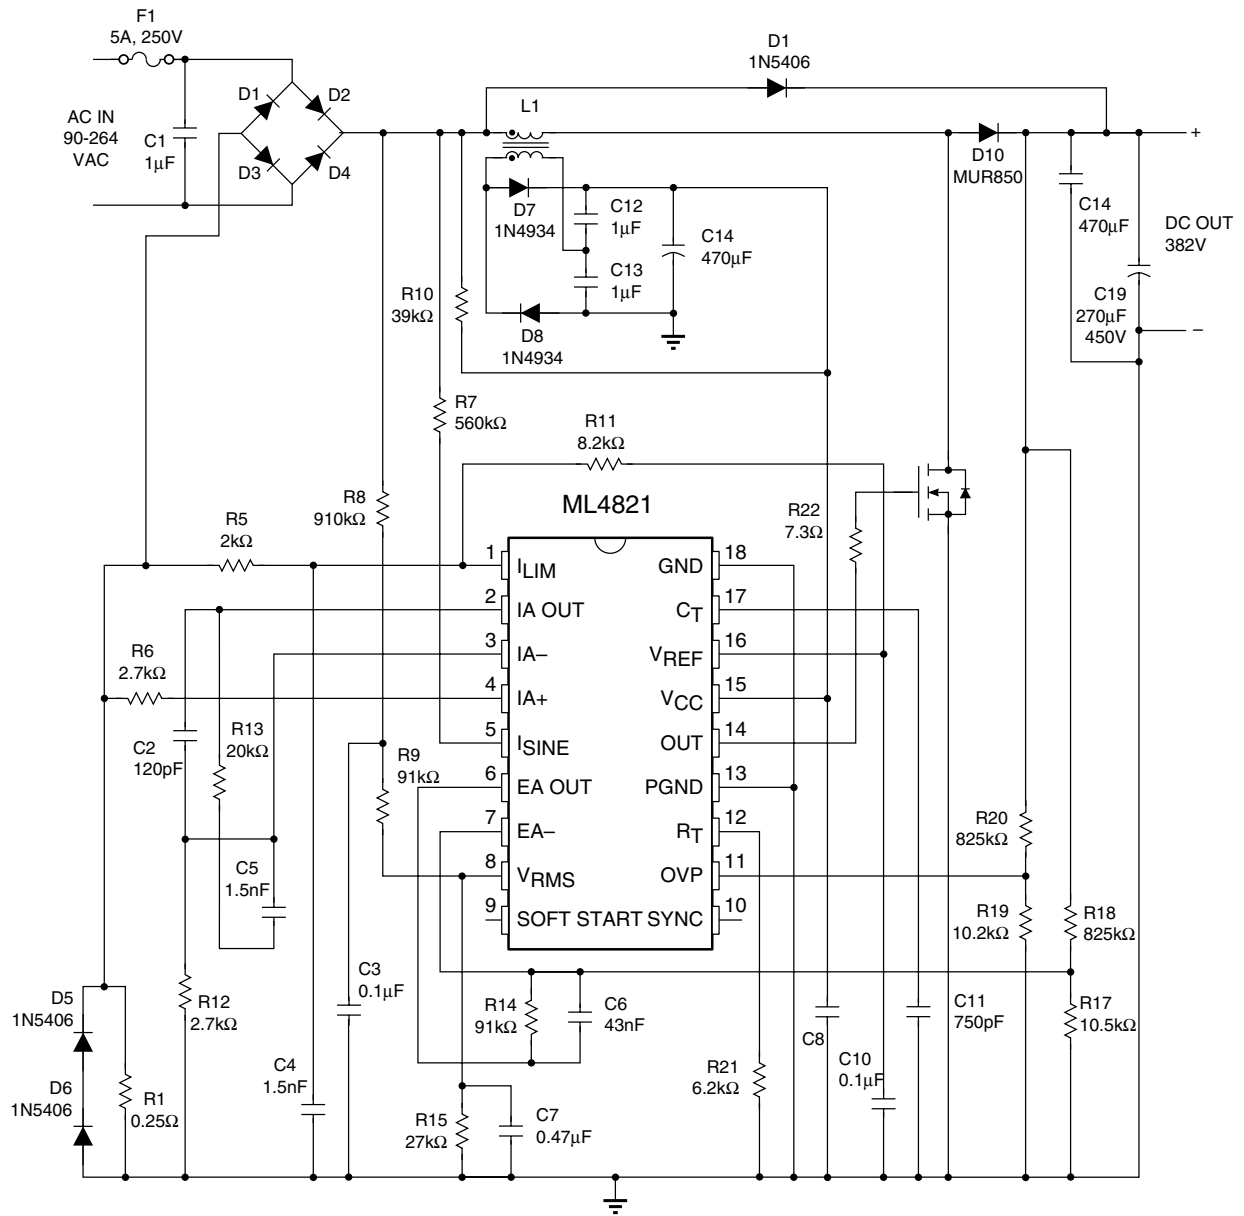 F1
5A, 250V
AC IN
90-264
VAC
C1
1µF
D1
D2
D3
D4
D1
1N5406
L1
D10
MUR850
C14
470µF
DC OUT
382V
C19
270µF
450V
+
–
D7
1N4934
C12
1µF
C13
1µF
C14
470µF
D8
1N4934
R10
39kΩ
R7
560kΩ
R11
8.2kΩ
R8
910kΩ
R5
2kΩ
R22
7.3Ω
ML4821
1 ILIM
2 IA OUT
3 IA–
4 IA+
5 ISINE
6 EA OUT
7 EA–
8 VRMS
9 SOFT START
GND 18
CT 17
VREF 16
VCC 15
OUT 14
PGND 13
RT 12
OVP 11
SYNC 10
R6
2.7kΩ
C2
120pF
R13
20kΩ
R9
91kΩ
C5
1.5nF
R20
825kΩ
R19
10.2kΩ
R18
825kΩ
R17
10.5kΩ
D5
1N5406
D6
1N5406
R1
0.25Ω
R12
2.7kΩ
C4
1.5nF
C3
0.1µF
R14
91kΩ
C6
43nF
R15
27kΩ
C7
0.47µF
R21
6.2kΩ
C8
C10
0.1µF
C11
750pF